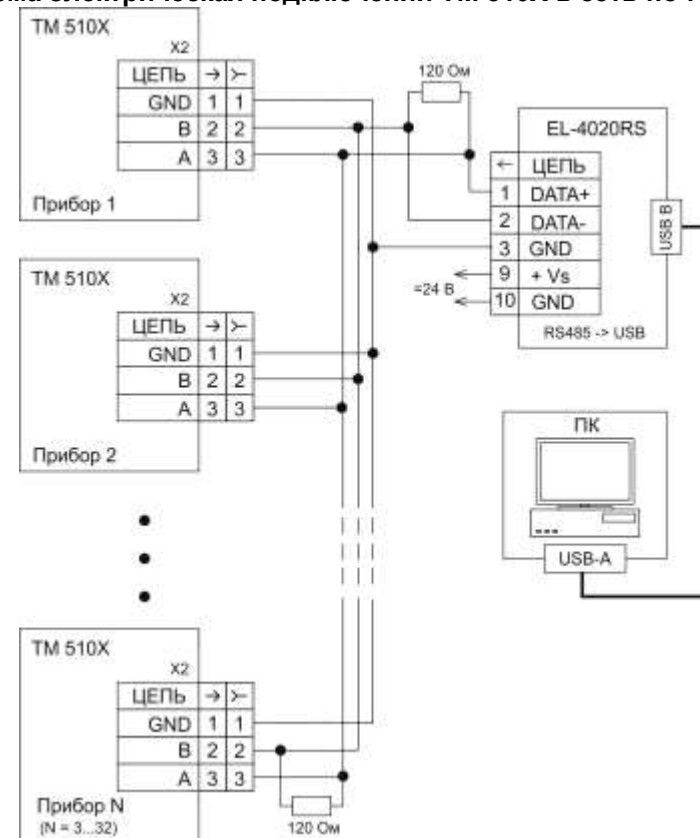 ТМ 510Х
X2
ЦЕПЬ
GND 1 1
B 2 2
A 3 3
Прибор 1
120 Ом
EL-4020RS
ЦЕПЬ
1 DATA+
2 DATA-
3 GND
9 + Vs
10 GND
=24 В
RS485 -> USB
USB B
ТМ 510Х
X2
ЦЕПЬ
GND 1 1
B 2 2
A 3 3
Прибор 2
ПК
USB-A
ТМ 510Х
X2
ЦЕПЬ
GND 1 1
B 2 2
A 3 3
Прибор N
(N = 3...32)
120 Ом